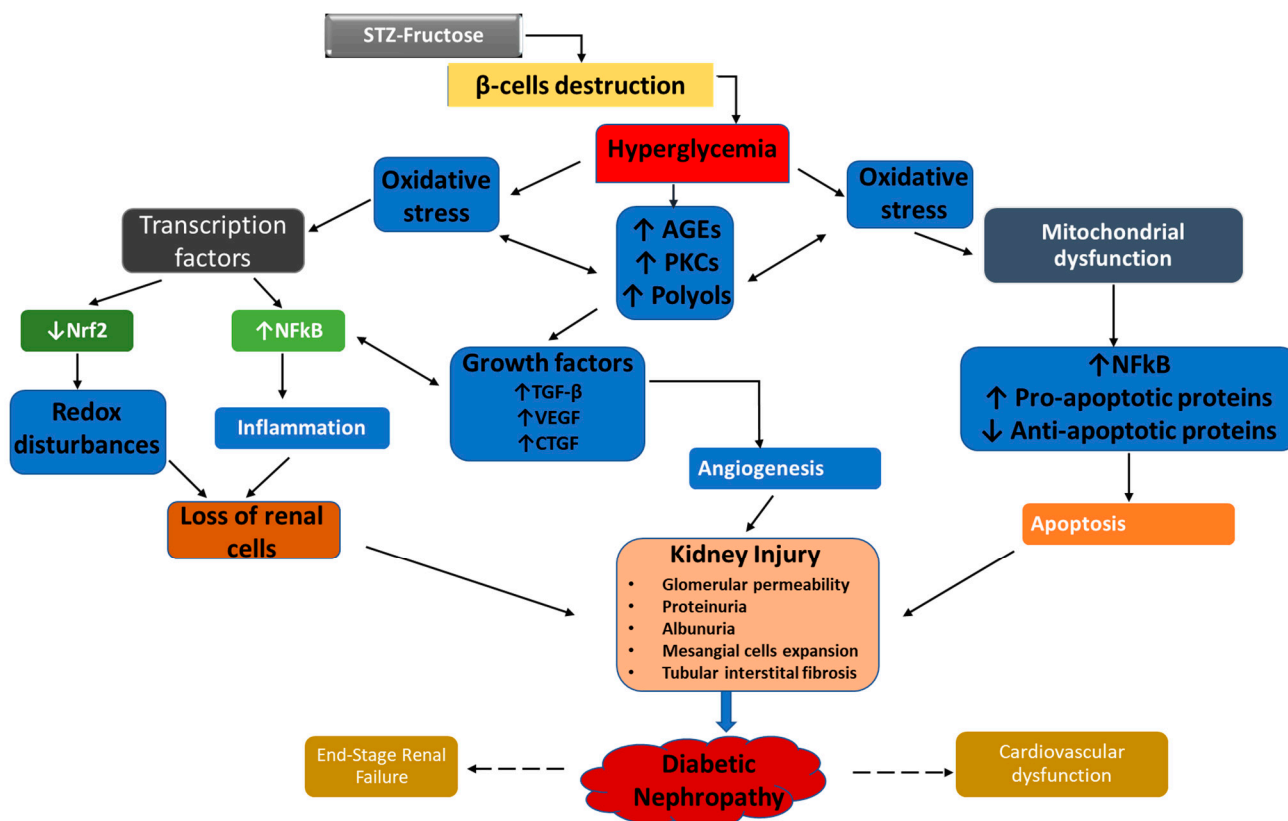 STZ-Fructose
β-cells destruction
Hyperglycemia
Oxidative
stress
Oxidative
stress
Transcription
factors
↑ AGEs
↑ PKCs
↑ Polyols
Mitochondrial
dysfunction
↓Nrf2
↑NFkB
Growth factors
↑TGF-β
↑VEGF
↑CTGF
↑NFkB
↑ Pro-apoptotic proteins
↓ Anti-apoptotic proteins
Redox
disturbances
Inflammation
Angiogenesis
Loss of renal
cells
Apoptosis
Kidney Injury
• Glomerular permeability
• Proteinuria
• Albunuria
• Mesangial cells expansion
• Tubular interstital fibrosis
End-Stage Renal
Failure
Diabetic
Nephropathy
Cardiovascular
dysfunction